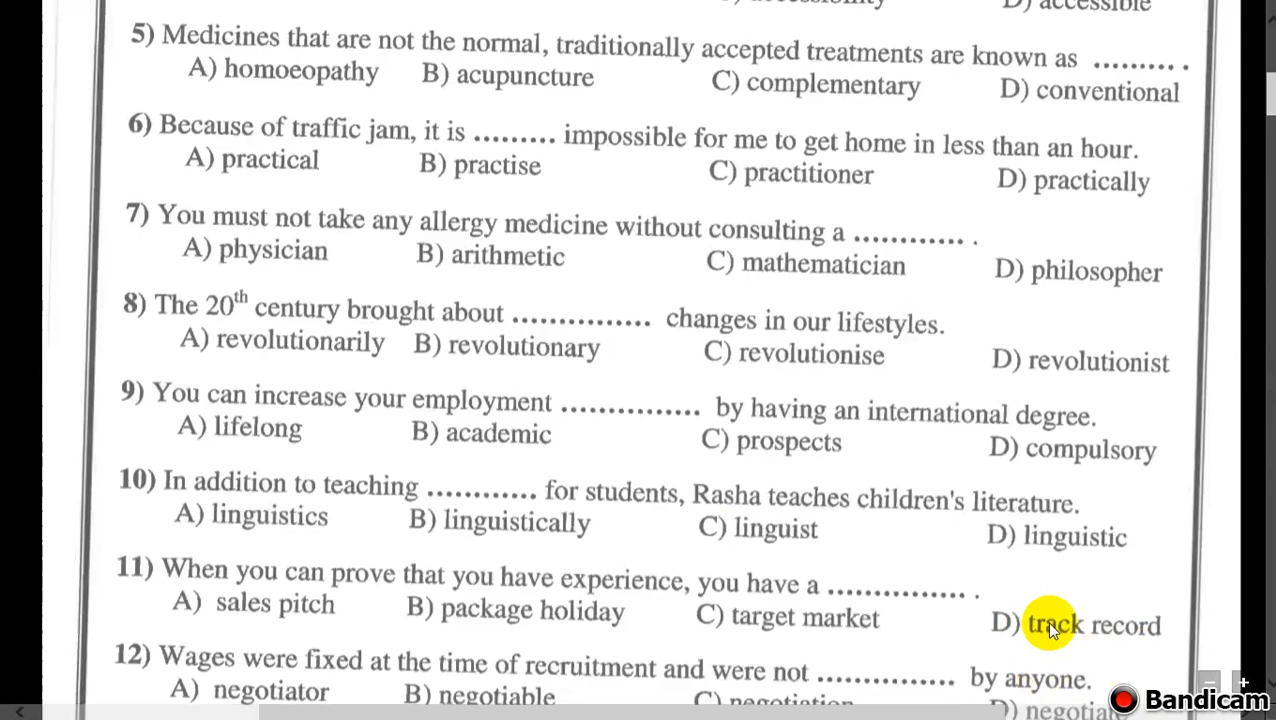 D) accessible
5) Medicines that are not the normal, traditionally accepted treatments are known as .......... .
A) homoeopathy B) acupuncture C) complementary D) conventional
6) Because of traffic jam, it is ......... impossible for me to get home in less than an hour.
A) practical B) practise C) practitioner D) practically
7) You must not take any allergy medicine without consulting a ............. .
A) physician B) arithmetic C) mathematician D) philosopher
8) The 20th century brought about ............... changes in our lifestyles.
A) revolutionarily B) revolutionary C) revolutionise D) revolutionist
9) You can increase your employment ............... by having an international degree.
A) lifelong B) academic C) prospects D) compulsory
10) In addition to teaching ............ for students, Rasha teaches children's literature.
A) linguistics B) linguistically C) linguist D) linguistic
11) When you can prove that you have experience, you have a ............... .
A) sales pitch B) package holiday C) target market D) track record
12) Wages were fixed at the time of recruitment and were not ............... by anyone.
A) negotiator B) negotiable C) negotiation D) negotia
Bandicam